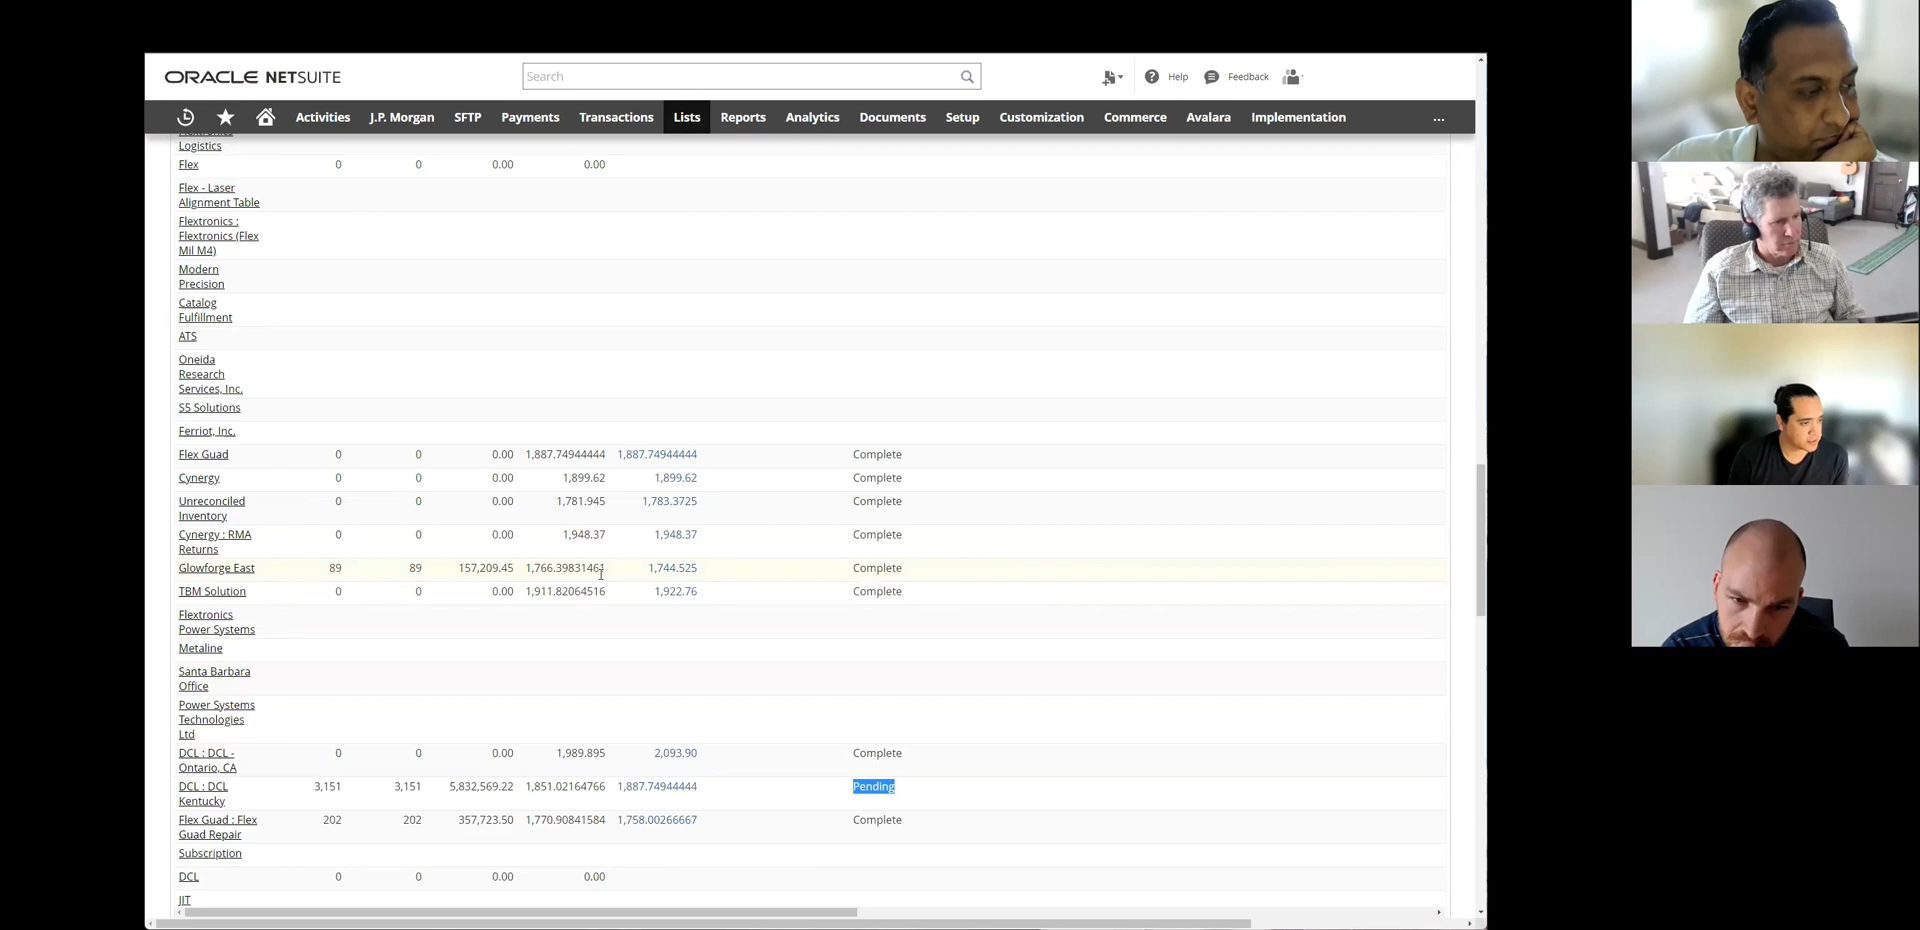 ORACLE NETSUITE
Search
Help
Feedback
Activities J.P. Morgan SFTP Payments Transactions Lists Reports Analytics Documents Setup Customization Commerce Avalara Implementation ...
Logistics
Flex 0 0 0.00 0.00
Flex - Laser
Alignment Table
Flextronics :
Flextronics (Flex
Mil M4)
Modern
Precision
Catalog
Fulfillment
ATS
Oneida
Research
Services, Inc.
S5 Solutions
Ferriot, Inc.
Flex Guad 0 0 0.00 1,887.74944444 1,887.74944444 Complete
Cynergy 0 0 0.00 1,899.62 1,899.62 Complete
Unreconciled 0 0 0.00 1,781.945 1,783.3725 Complete
Inventory
Cynergy : RMA 0 0 0.00 1,948.37 1,948.37 Complete
Returns
Glowforge East 89 89 157,209.45 1,766.39831461 1,744.525 Complete
TBM Solution 0 0 0.00 1,911.82064516 1,922.76 Complete
Flextronics
Power Systems
Metaline
Santa Barbara
Office
Power Systems
Technologies
Ltd
DCL : DCL - 0 0 0.00 1,989.895 2,093.90 Complete
Ontario, CA
DCL : DCL 3,151 3,151 5,832,569.22 1,851.02164766 1,887.74944444 Pending
Kentucky
Flex Guad : Flex 202 202 357,723.50 1,770.90841584 1,758.00266667 Complete
Guad Repair
Subscription
DCL 0 0 0.00 0.00
JIT